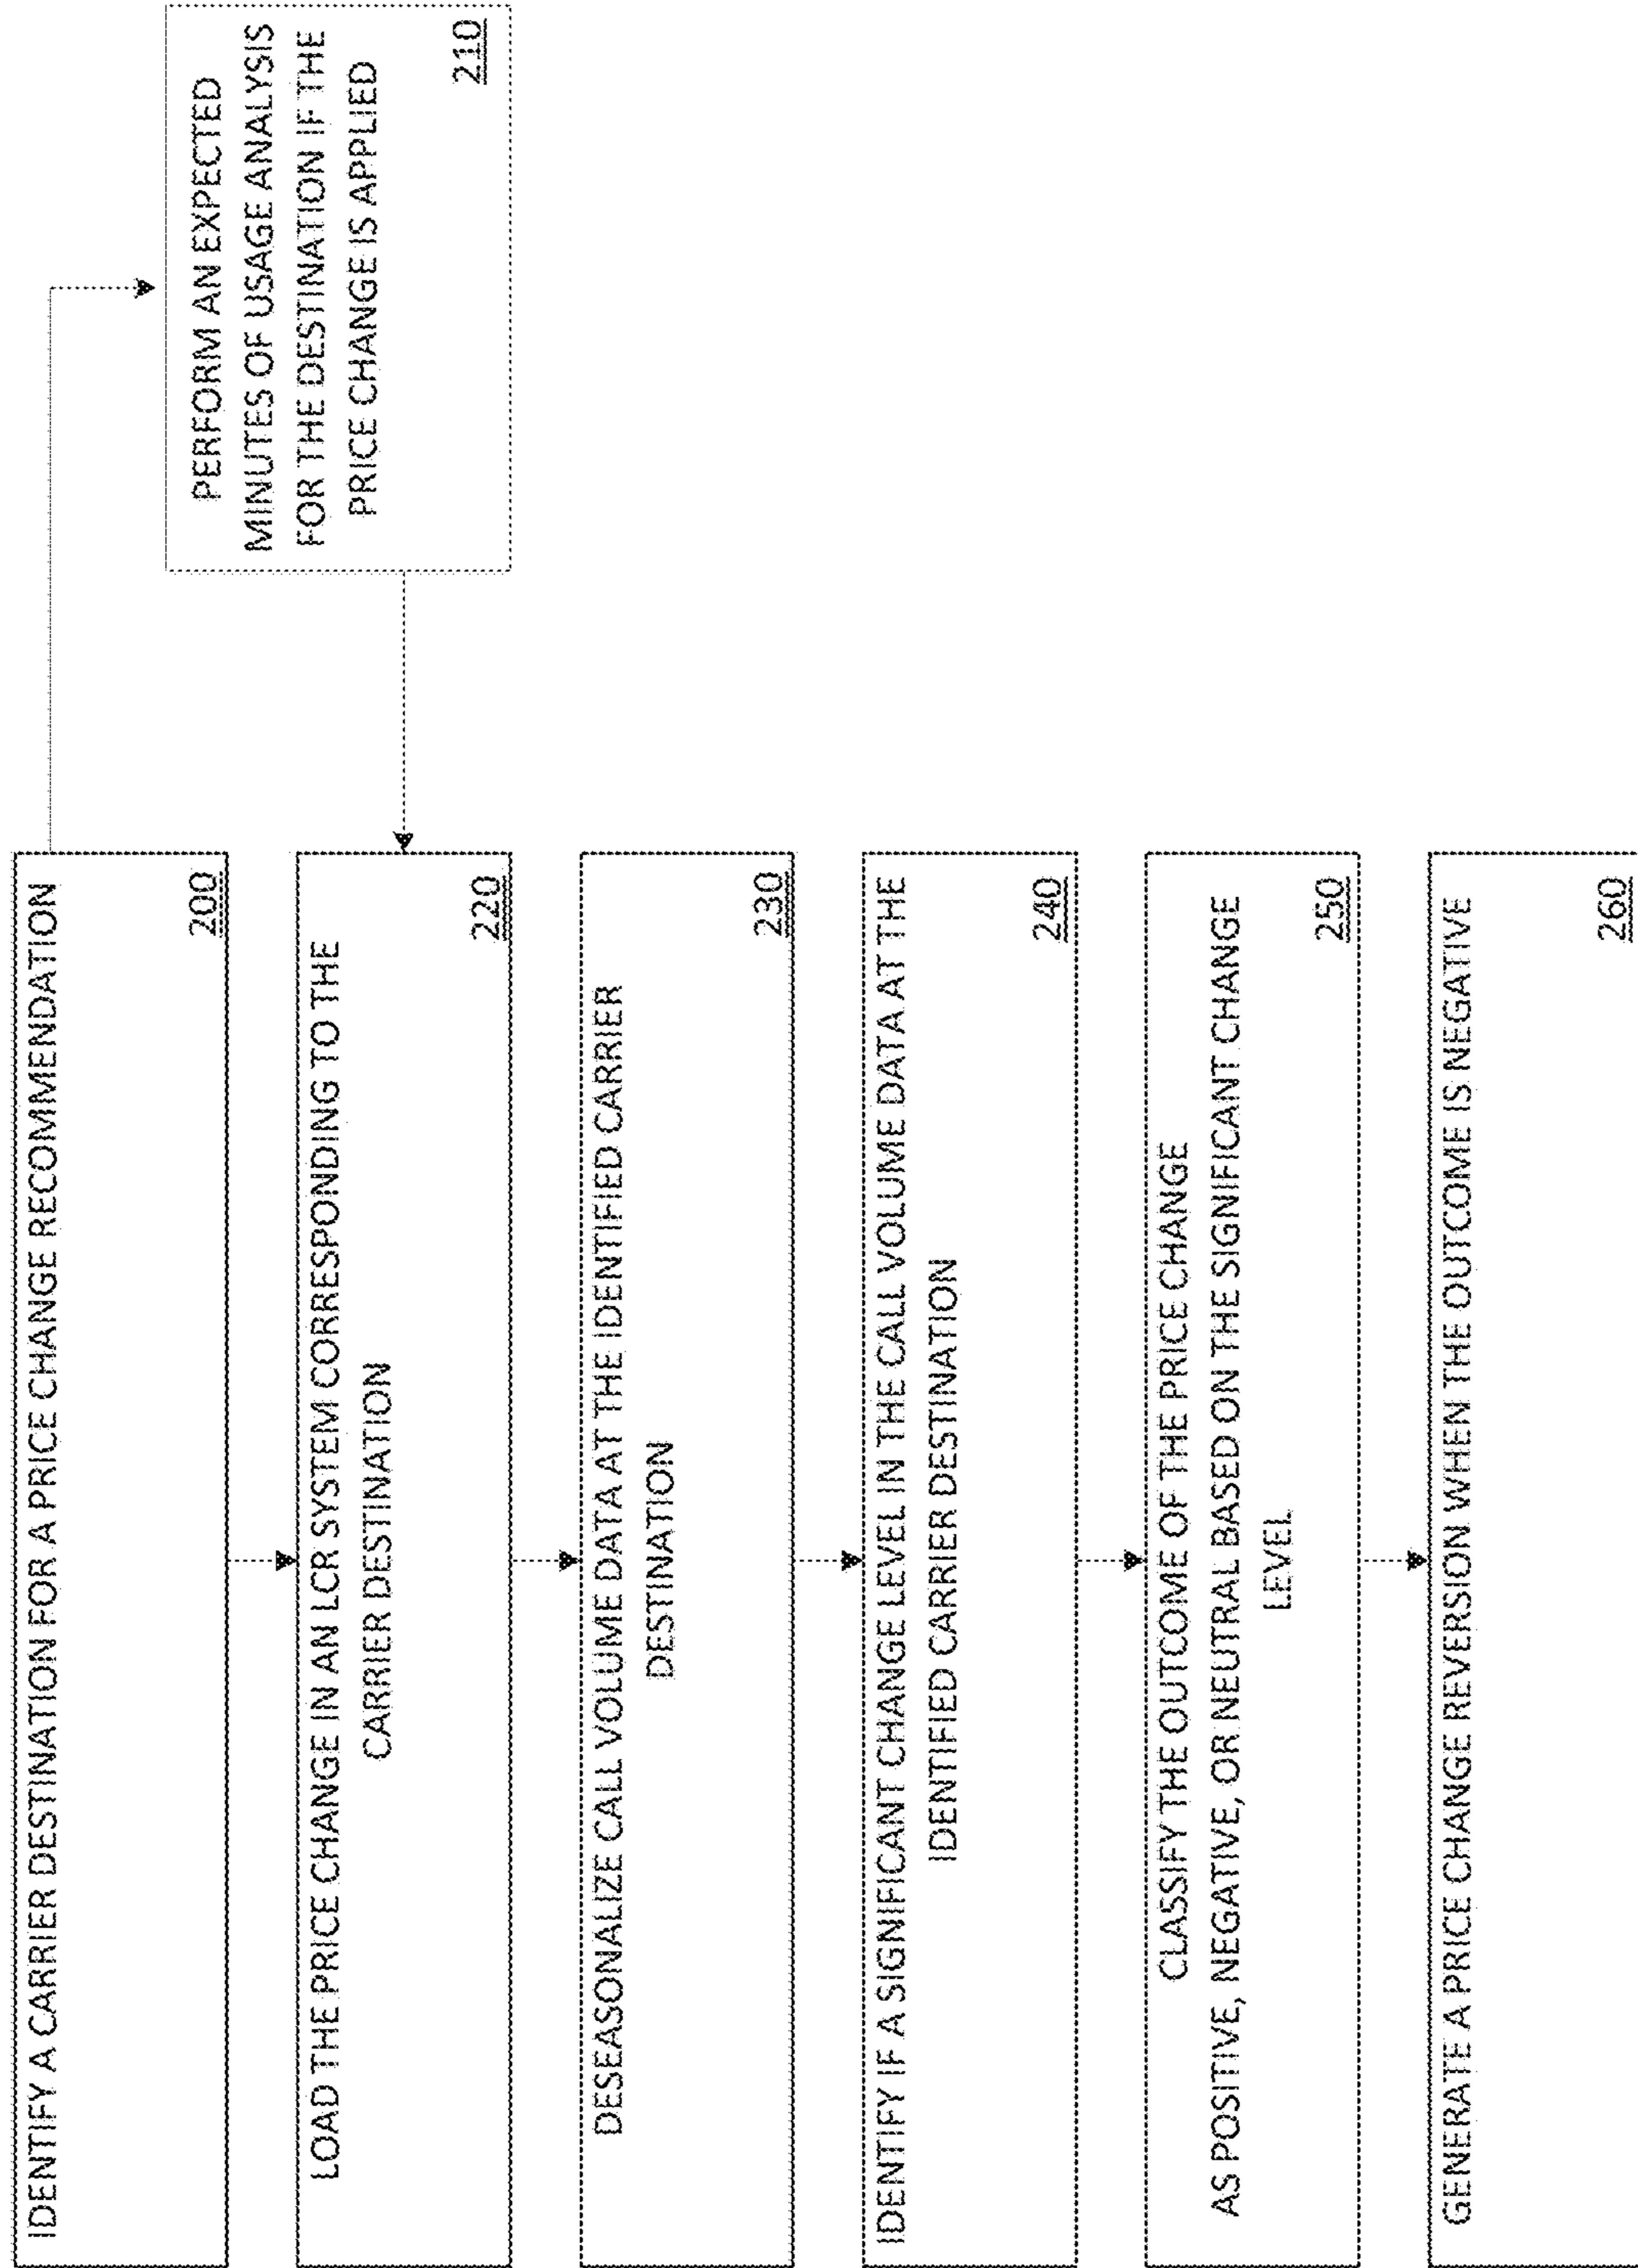 IDENTIFY A CARRIER DESTINATION FOR A PRICE CHANGE RECOMMENDATION
200
PERFORM AN EXPECTED
MINUTES OF USAGE ANALYSIS
FOR THE DESTINATION IF THE
PRICE CHANGE IS APPLIED
210
LOAD THE PRICE CHANGE IN AN LCR SYSTEM CORRESPONDING TO THE
CARRIER DESTINATION
220
DESEASONALIZE CALL VOLUME DATA AT THE IDENTIFIED CARRIER
DESTINATION
230
IDENTIFY IF A SIGNIFICANT CHANGE LEVEL IN THE CALL VOLUME DATA AT THE
IDENTIFIED CARRIER DESTINATION
240
CLASSIFY THE OUTCOME OF THE PRICE CHANGE
AS POSITIVE, NEGATIVE, OR NEUTRAL BASED ON THE SIGNIFICANT CHANGE
LEVEL
250
GENERATE A PRICE CHANGE REVERSION WHEN THE OUTCOME IS NEGATIVE
260